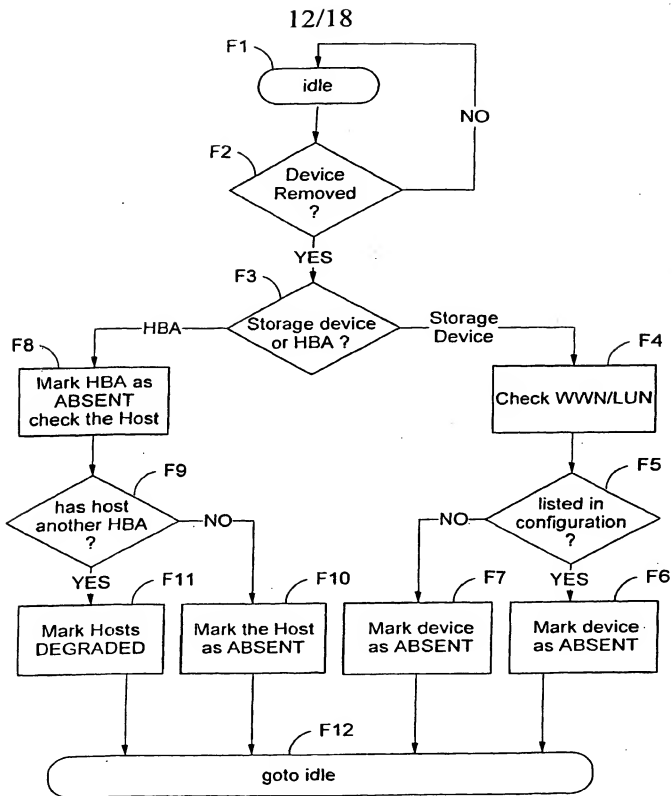 12/18
F1
idle
NO
F2
Device
Removed
?
YES
F3
Storage device
or HBA ?
HBA
Storage
Device
F8
Mark HBA as
ABSENT
check the Host
F4
Check WWN/LUN
F9
has host
another HBA
?
NO
YES
F5
listed in
configuration
?
NO
YES
F11
Mark Hosts
DEGRADED
F10
Mark the Host
as ABSENT
F7
Mark device
as ABSENT
F6
Mark device
as ABSENT
F12
goto idle